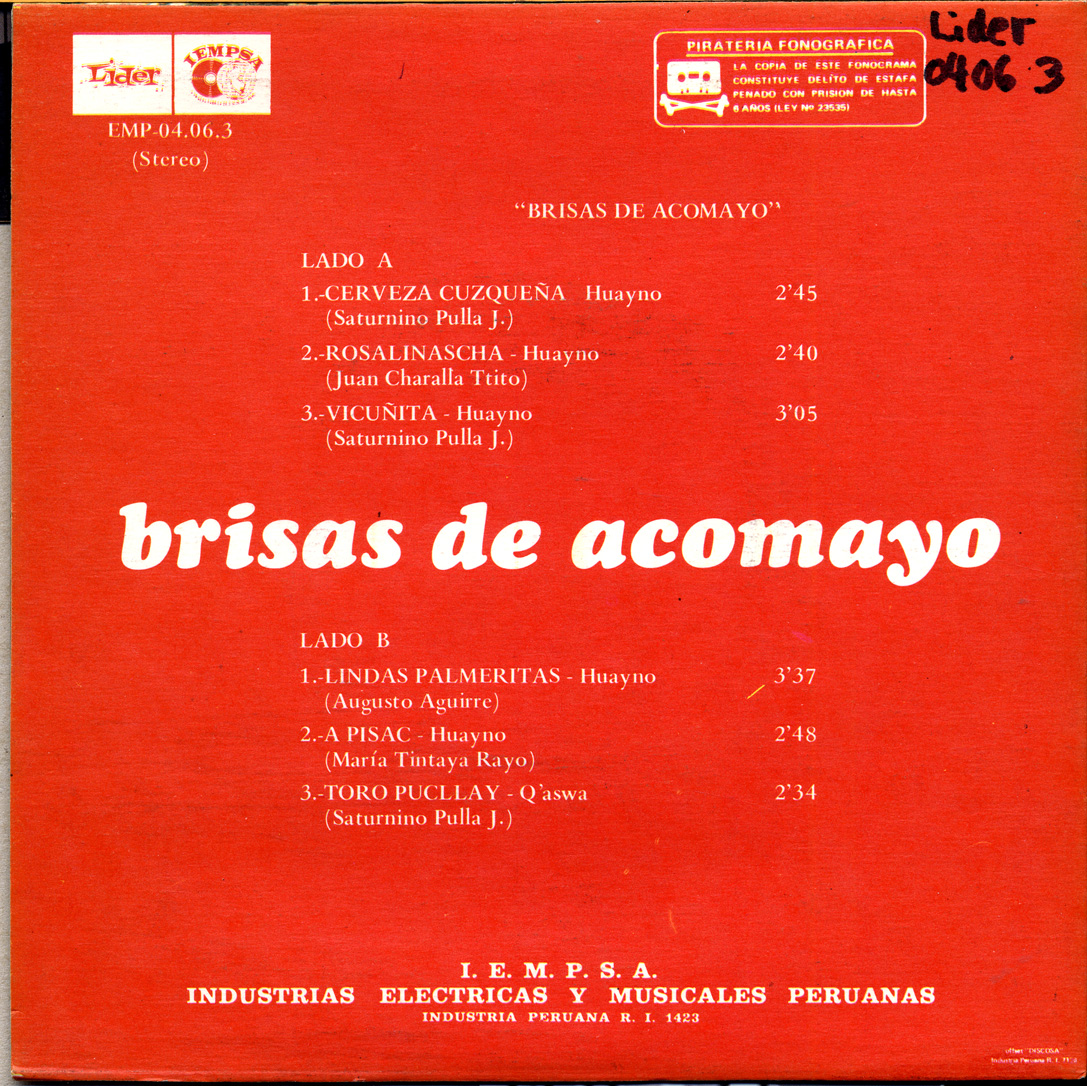 Lider
IEMPSA
EMP-04.06.3
(Stereo)
PIRATERIA FONOGRAFICA
LA COPIA DE ESTE FONOGRAMA
CONSTITUYE DELITO DE ESTAFA
PENADO CON PRISION DE HASTA
6 AÑOS (LEY Nº 23535)
Lider
0406 3
"BRISAS DE ACOMAYO"
LADO A
1.-CERVEZA CUZQUEÑA Huayno 2'45
(Saturnino Pulla J.)
2.-ROSALINASCHA - Huayno 2'40
(Juan Charalla Ttito)
3.-VICUÑITA - Huayno 3'05
(Saturnino Pulla J.)
brisas de acomayo
LADO B
1.-LINDAS PALMERITAS - Huayno 3'37
(Augusto Aguirre)
2.-A PISAC - Huayno 2'48
(María Tintaya Rayo)
3.-TORO PUCLLAY - Q'aswa 2'34
(Saturnino Pulla J.)
I. E. M. P. S. A.
INDUSTRIAS ELECTRICAS Y MUSICALES PERUANAS
INDUSTRIA PERUANA R. I. 1423
offset "DISCOSA"
Industria Peruana R. I.